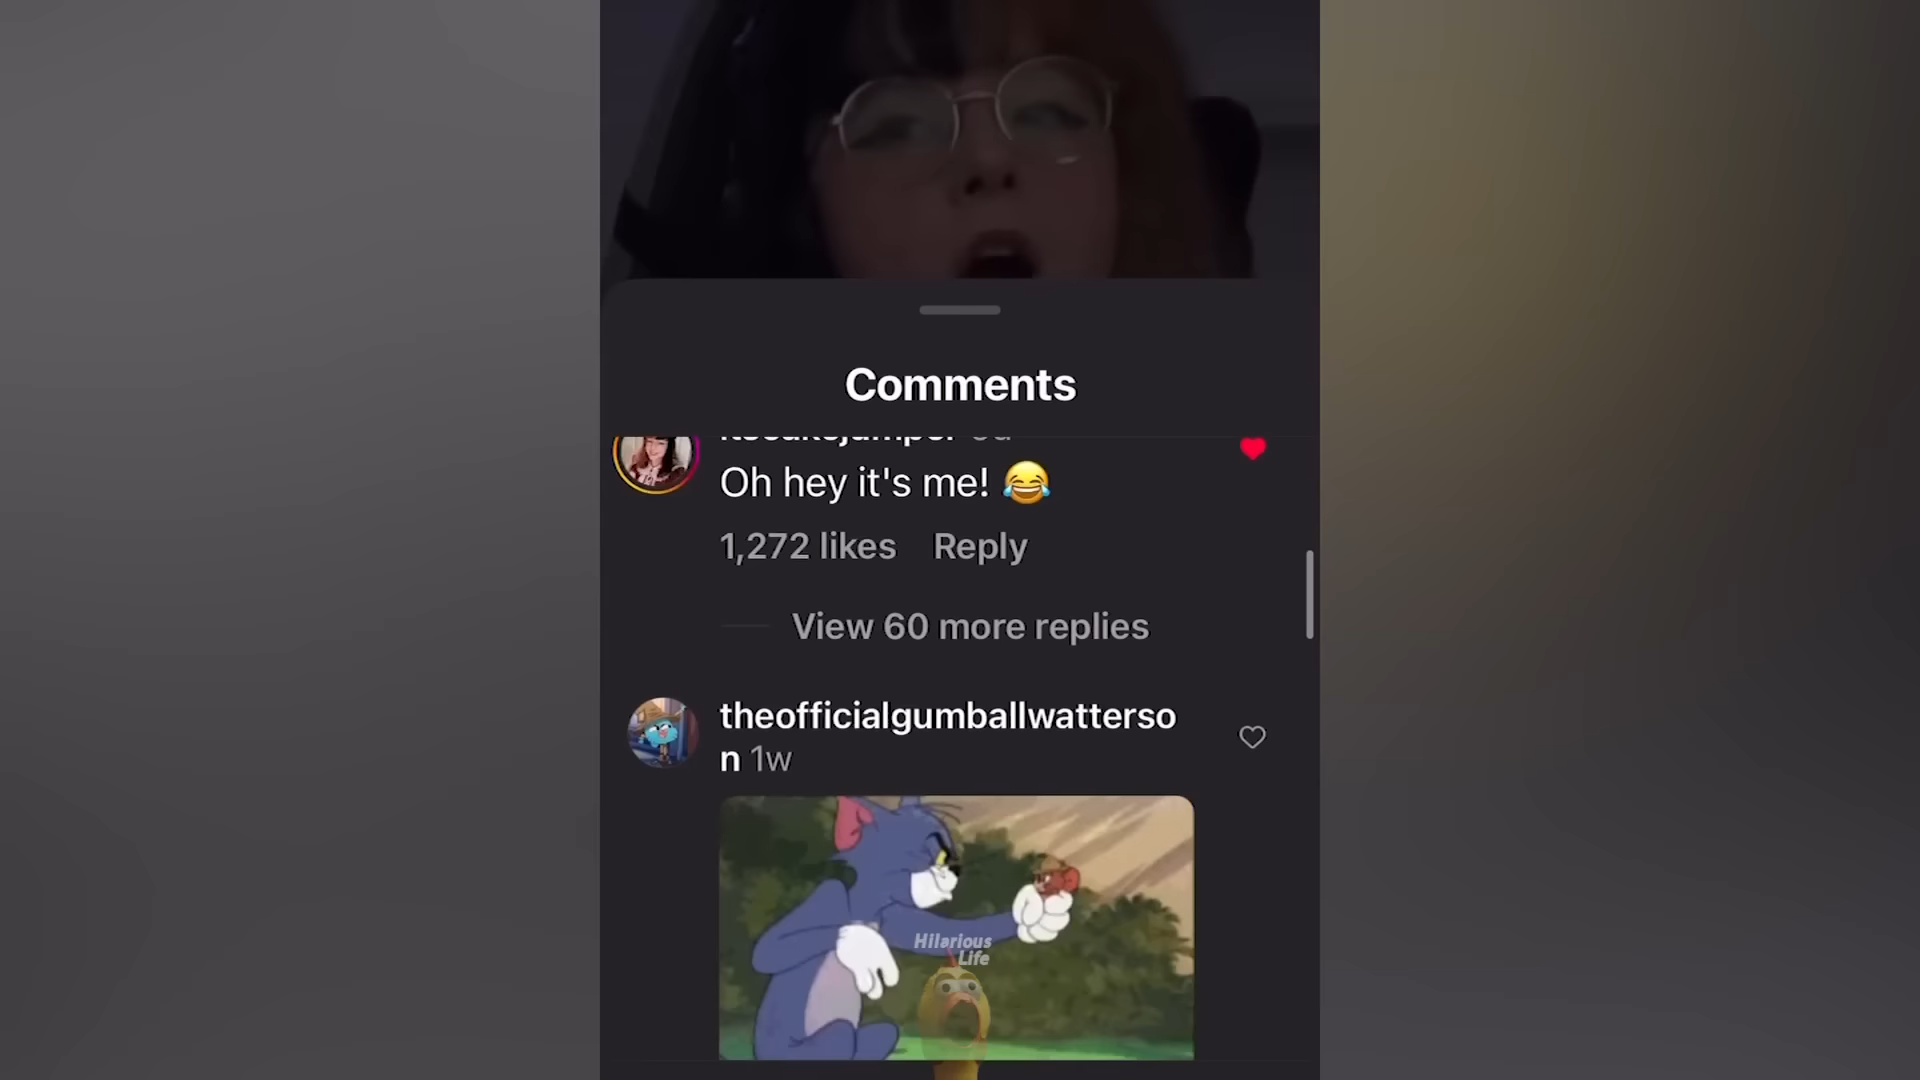 Comments
Oh hey it's me! 😂
1,272 likes Reply
View 60 more replies
theofficialgumballwatterso
n 1w
Hilarious
Life